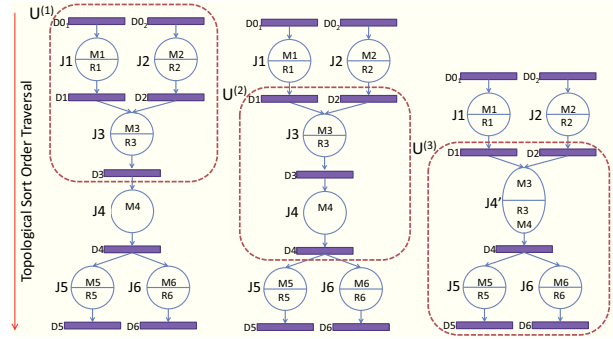 Topological Sort Order Traversal
U(1)
D0₁
D0₂
J1
M1
R1
J2
M2
R2
D1
D2
J3
M3
R3
D3
J4
M4
D4
J5
M5
R5
J6
M6
R6
D5
D6
D0₁
D0₂
J1
M1
R1
J2
M2
R2
U(2)
D1
D2
J3
M3
R3
D3
J4
M4
D4
J5
M5
R5
J6
M6
R6
D5
D6
D0₁
D0₂
J1
M1
R1
J2
M2
R2
U(3)
D1
D2
J4’
M3
R3
M4
D4
J5
M5
R5
J6
M6
R6
D5
D6